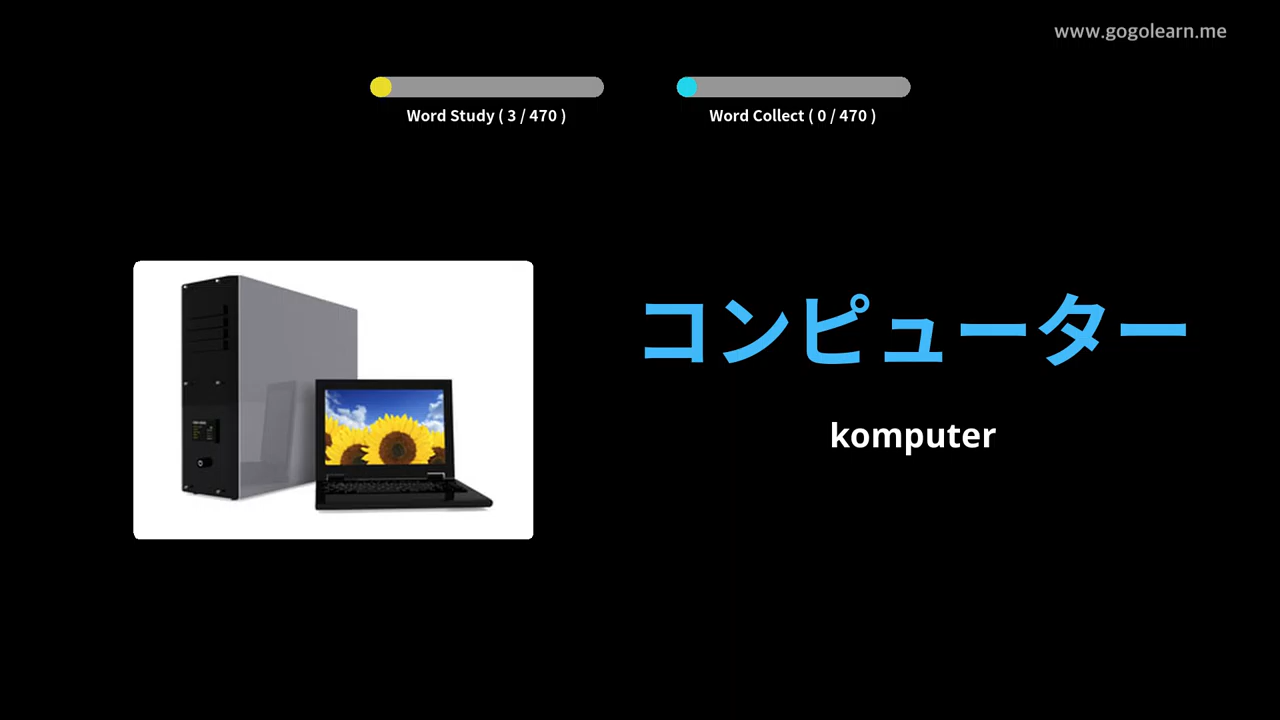 www.gogolearn.me
Word Study ( 3 / 470 )
Word Collect ( 0 / 470 )
コンピューター
komputer